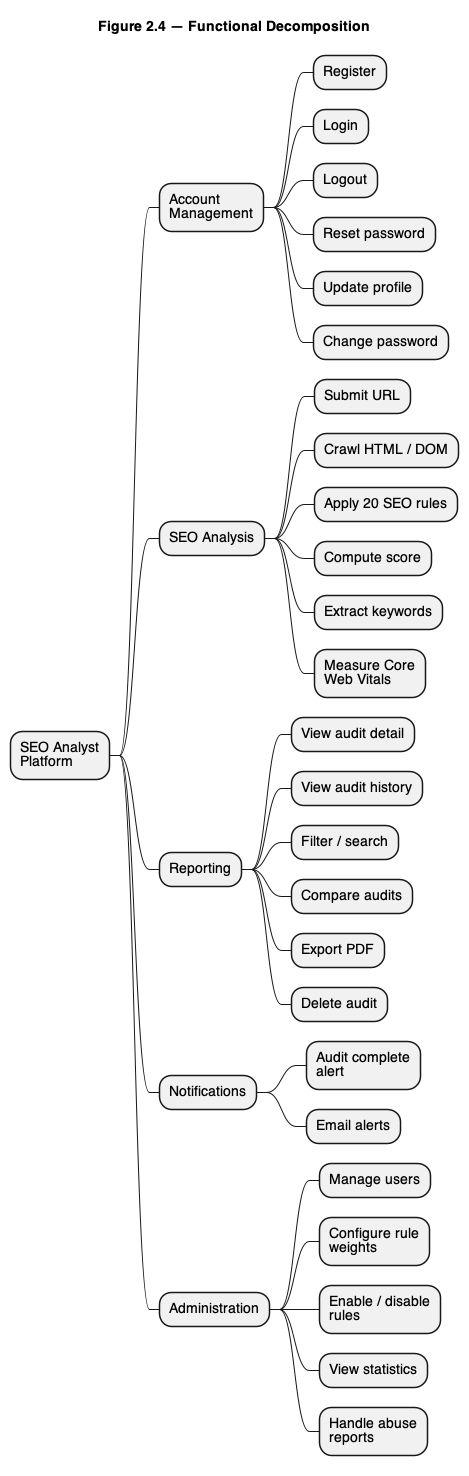 Figure 2.4 — Functional Decomposition
SEO Analyst
Platform
Account
Management
Register
Login
Logout
Reset password
Update profile
Change password
SEO Analysis
Submit URL
Crawl HTML / DOM
Apply 20 SEO rules
Compute score
Extract keywords
Measure Core
Web Vitals
Reporting
View audit detail
View audit history
Filter / search
Compare audits
Export PDF
Delete audit
Notifications
Audit complete
alert
Email alerts
Administration
Manage users
Configure rule
weights
Enable / disable
rules
View statistics
Handle abuse
reports